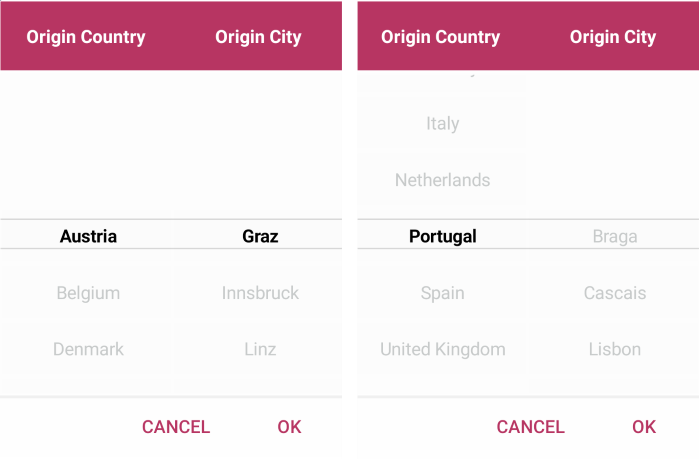 Origin Country Origin City
Austria Graz
Belgium Innsbruck
Denmark Linz
CANCEL OK
Origin Country Origin City
Italy
Netherlands
Portugal Braga
Spain Cascais
United Kingdom Lisbon
CANCEL OK